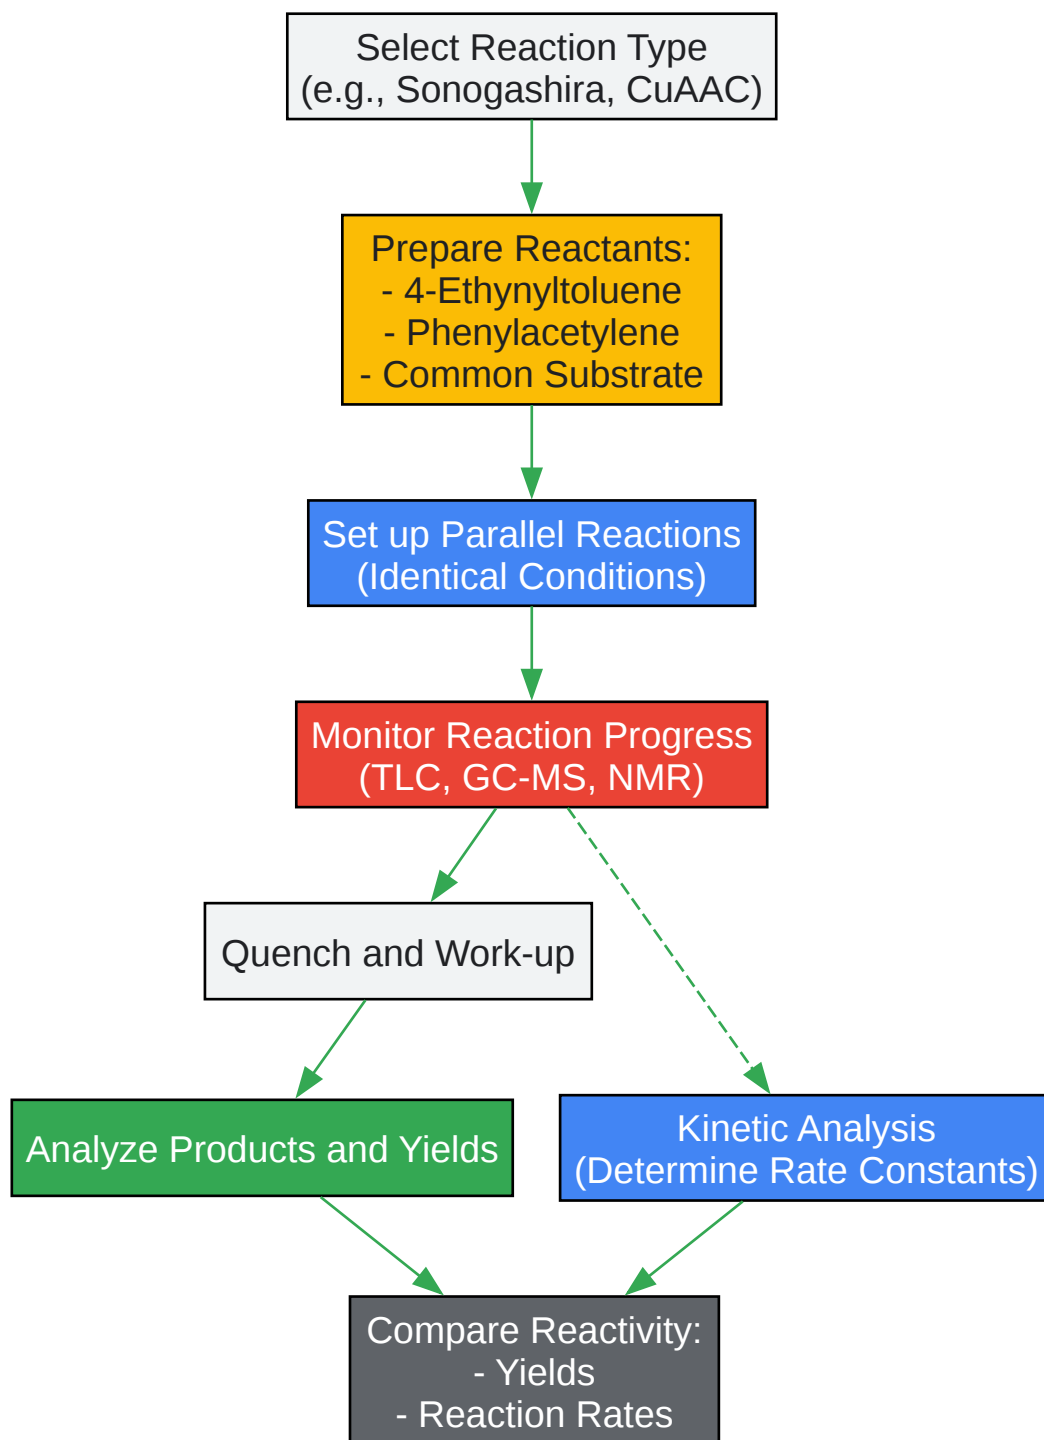 Select Reaction Type
(e.g., Sonogashira, CuAAC)
Prepare Reactants:
- 4-Ethynyltoluene
- Phenylacetylene
- Common Substrate
Set up Parallel Reactions
(Identical Conditions)
Monitor Reaction Progress
(TLC, GC-MS, NMR)
Quench and Work-up
Analyze Products and Yields
Kinetic Analysis
(Determine Rate Constants)
Compare Reactivity:
- Yields
- Reaction Rates